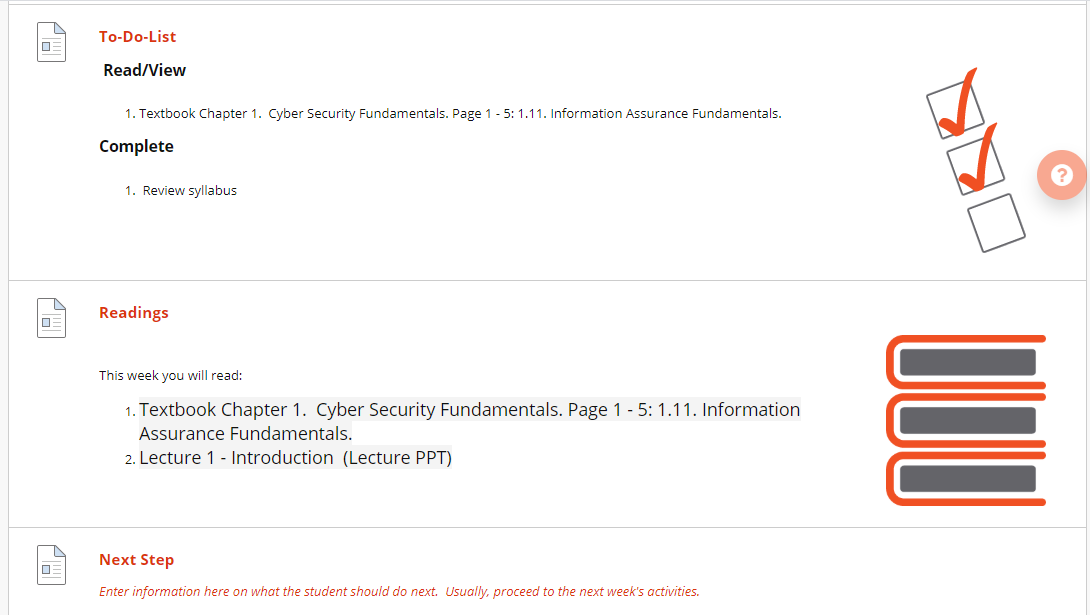 To-Do-List
Read/View
1. Textbook Chapter 1.  Cyber Security Fundamentals. Page 1 - 5: 1.11. Information Assurance Fundamentals.
Complete
1.  Review syllabus
?
Readings
This week you will read:
1. Textbook Chapter 1.  Cyber Security Fundamentals. Page 1 - 5: 1.11. Information
Assurance Fundamentals.
2. Lecture 1 - Introduction  (Lecture PPT)
Next Step
Enter information here on what the student should do next.  Usually, proceed to the next week's activities.